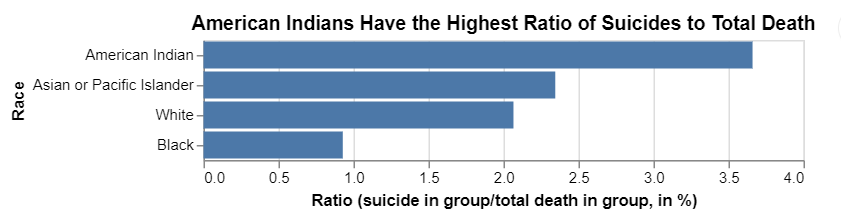 American Indians Have the Highest Ratio of Suicides to Total Death
Race
American Indian
Asian or Pacific Islander
White
Black
0.0 0.5 1.0 1.5 2.0 2.5 3.0 3.5 4.0
Ratio (suicide in group/total death in group, in %)